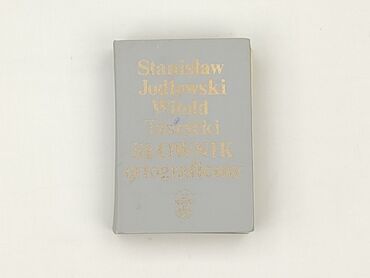 Stanisław
Jodłowski
Witold
Taszycki
SŁOWNIK
ortograficzny